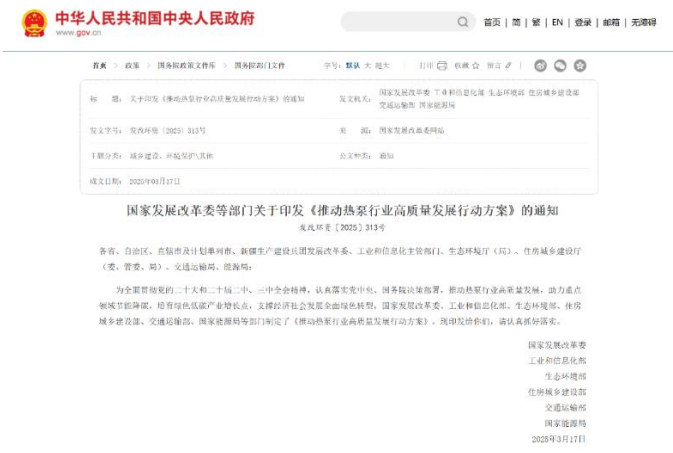 中华人民共和国中央人民政府
www.gov.cn
首页 | 简 | 繁 | EN | 登录 | 邮箱 | 无障碍
首页 > 政策 > 国务院政策文件库 > 国务院部门文件
字号：默认 大 超大 | 打印 收藏 留言 |
标 题： 关于印发《推动热泵行业高质量发展行动方案》的通知
发文机关： 国家发展改革委 工业和信息化部 生态环境部 住房城乡建设部
交通运输部 国家能源局
发文字号： 发改环资〔2025〕313号
来 源： 国家发展改革委网站
主题分类： 城乡建设、环境保护\其他
公文种类： 通知
成文日期： 2025年03月17日
国家发展改革委等部门关于印发《推动热泵行业高质量发展行动方案》的通知
发改环资〔2025〕313号
各省、自治区、直辖市及计划单列市、新疆生产建设兵团发展改革委、工业和信息化主管部门、生态环境厅（局）、住房城乡建设厅
（委、管委、局）、交通运输局、能源局：
为全面贯彻党的二十大和二十届二中、三中全会精神，认真落实党中央、国务院决策部署，推动热泵行业高质量发展，助力重点
领域节能降碳，培育绿色低碳产业增长点，支撑经济社会发展全面绿色转型，国家发展改革委、工业和信息化部、生态环境部、住房
城乡建设部、交通运输部、国家能源局等部门制定了《推动热泵行业高质量发展行动方案》。现印发给你们，请认真抓好落实。
国家发展改革委
工业和信息化部
生态环境部
住房城乡建设部
交通运输部
国家能源局
2025年3月17日